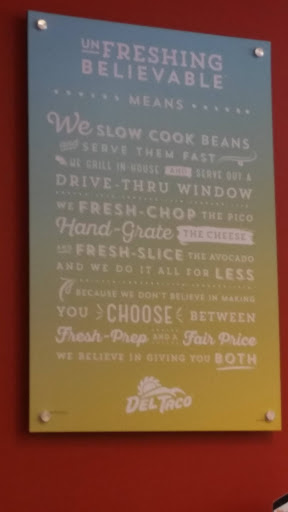 UNFRESHING
BELIEVABLE
MEANS
We SLOW COOK BEANS
AND SERVE THEM FAST
WE GRILL IN-HOUSE AND SERVE OUT A
DRIVE-THRU WINDOW
WE FRESH-CHOP THE PICO
Hand-Grate THE CHEESE
AND FRESH-SLICE THE AVOCADO
AND WE DO IT ALL FOR LESS
BECAUSE WE DON'T BELIEVE IN MAKING
YOU CHOOSE BETWEEN
Fresh-Prep AND A Fair Price
WE BELIEVE IN GIVING YOU BOTH
DEL TACO